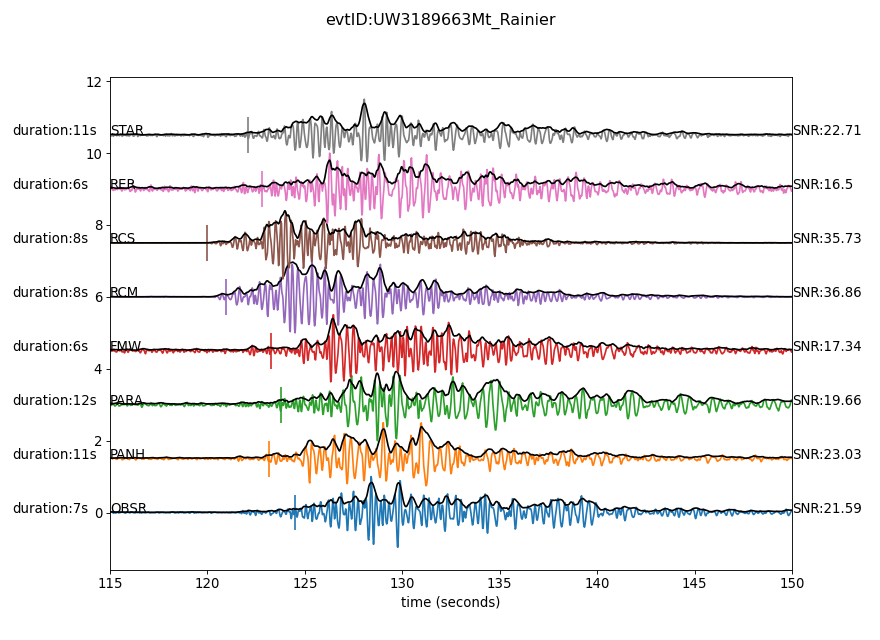 evtID:UW3189663Mt_Rainier
12
duration:11s STAR SNR:22.71
10
duration:6s RER SNR:16.5
8
duration:8s RCS SNR:35.73
duration:8s RCM SNR:36.86
6
duration:6s FMW SNR:17.34
4
duration:12s PARA SNR:19.66
2
duration:11s PANH SNR:23.03
duration:7s OBSR SNR:21.59
0
115 120 125 130 135 140 145 150
time (seconds)